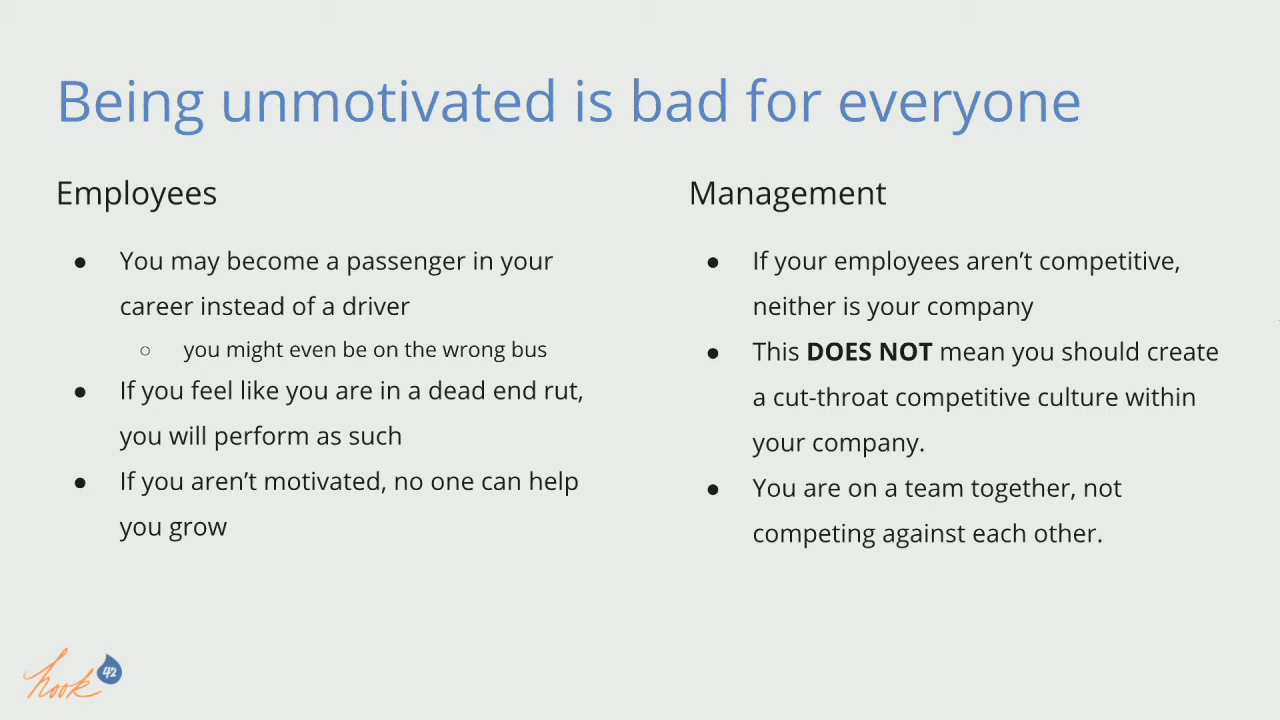 Being unmotivated is bad for everyone
Employees
● You may become a passenger in your
career instead of a driver
○ you might even be on the wrong bus
● If you feel like you are in a dead end rut,
you will perform as such
● If you aren’t motivated, no one can help
you grow
Management
● If your employees aren’t competitive,
neither is your company
● This DOES NOT mean you should create
a cut-throat competitive culture within
your company.
● You are on a team together, not
competing against each other.
hook 42